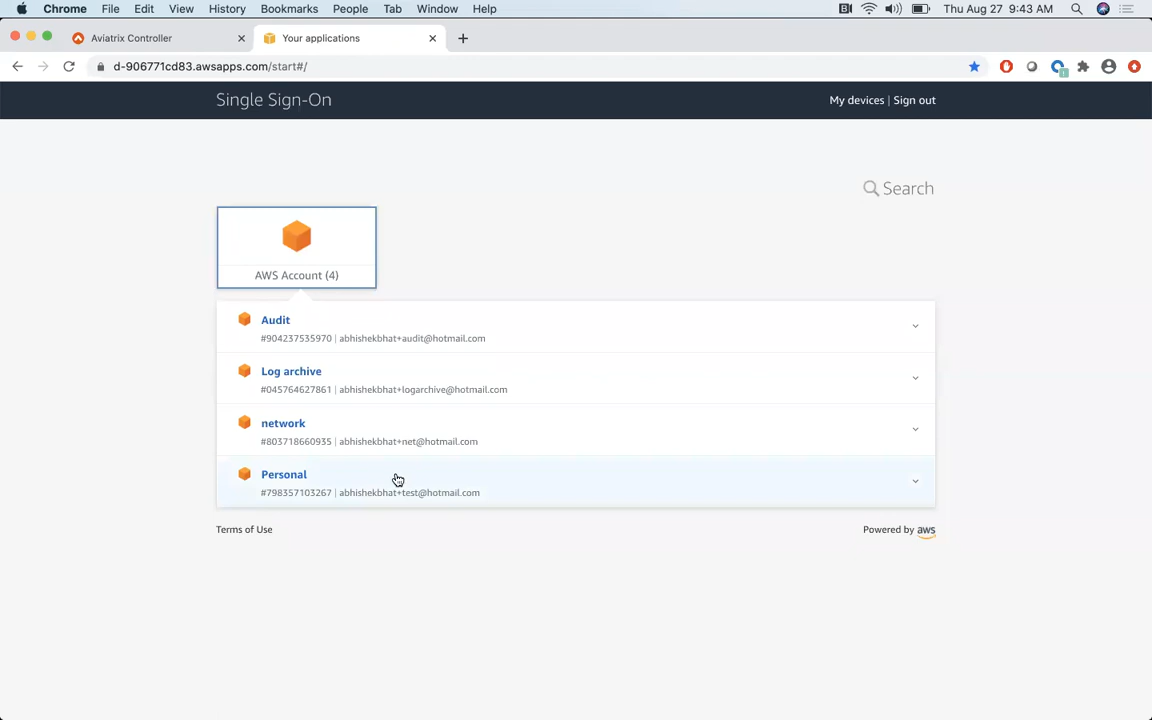 Chrome File Edit View History Bookmarks People Tab Window Help Thu Aug 27 9:43 AM
Aviatrix Controller Your applications
d-906771cd83.awsapps.com/start#/
Single Sign-On My devices | Sign out
Search
AWS Account (4)
Audit
#904237535970 | abhishekbhat+audit@hotmail.com
Log archive
#045764627861 | abhishekbhat+logarchive@hotmail.com
network
#803718660935 | abhishekbhat+net@hotmail.com
Personal
#798357103267 | abhishekbhat+test@hotmail.com
Terms of Use Powered by aws